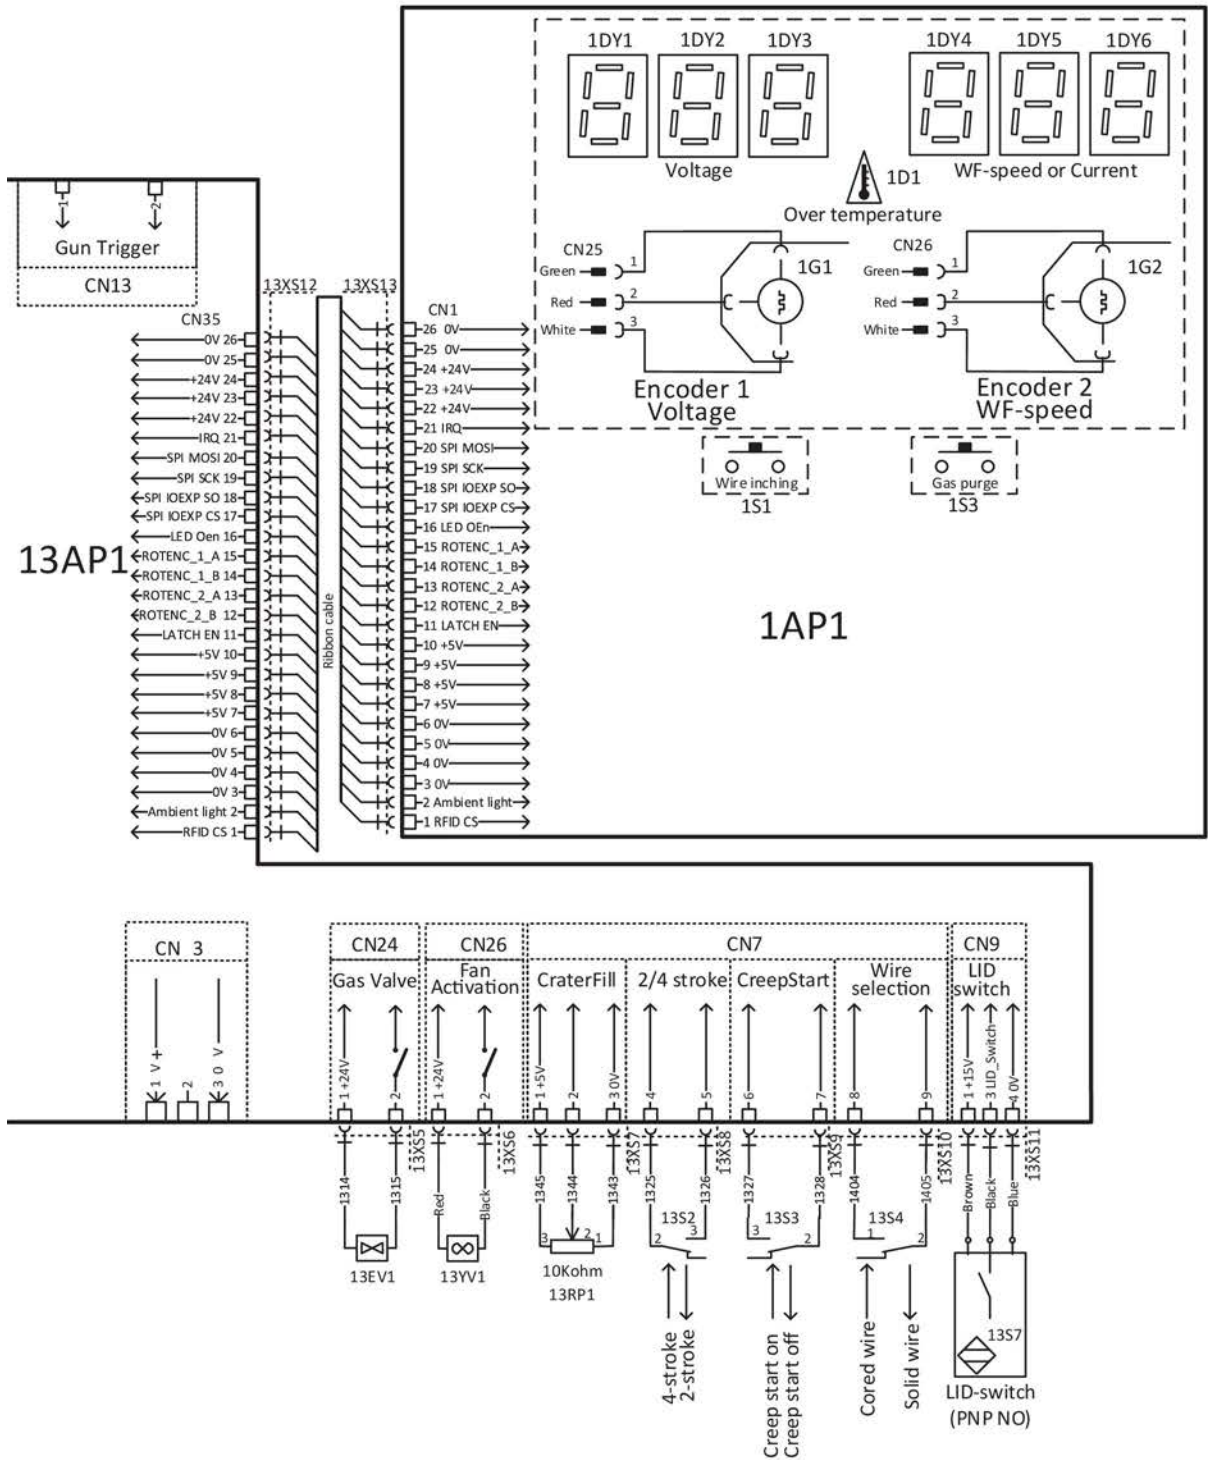 1DY1 1DY2 1DY3 1DY4 1DY5 1DY6
Voltage
WF-speed or Current
1D1
Over temperature
CN25
Green 1
Red 2
White 3
1G1
Encoder 1
Voltage
CN26
Green 1
Red 2
White 3
1G2
Encoder 2
WF-speed
Wire inching
1S1
Gas purge
1S3
1AP1
1 2
Gun Trigger
CN13
13AP1
13XS12 13XS13
Ribbon cable
CN35
0V 26
0V 25
+24V 24
+24V 23
+24V 22
IRQ 21
SPI MOSI 20
SPI SCK 19
SPI IOEXP SO 18
SPI IOEXP CS 17
LED Oen 16
ROTENC_1_A 15
ROTENC_1_B 14
ROTENC_2_A 13
ROTENC_2_B 12
LATCH EN 11
+5V 10
+5V 9
+5V 8
+5V 7
0V 6
0V 5
0V 4
0V 3
Ambient light 2
RFID CS 1
CN1
26 0V
25 0V
24 +24V
23 +24V
22 +24V
21 IRQ
20 SPI MOSI
19 SPI SCK
18 SPI IOEXP SO
17 SPI IOEXP CS
16 LED OEn
15 ROTENC_1_A
14 ROTENC_1_B
13 ROTENC_2_A
12 ROTENC_2_B
11 LATCH EN
10 +5V
9 +5V
8 +5V
7 +5V
6 0V
5 0V
4 0V
3 0V
2 Ambient light
1 RFID CS
CN 3
1 V +
2
3 0 V
CN24
Gas Valve
1 +24V
2
13XS5
1314
1315
13EV1
CN26
Fan
Activation
1 +24V
2
13XS6
Red
Black
13YV1
CN7
CraterFill
1 +5V
2
3 0V
13XS7
1345
1344
1343
3 2 1
10Kohm
13RP1
2/4 stroke
4
5
13XS8
1325
1326
13S2
2 3
4-stroke
2-stroke
CreepStart
6
7
13XS9
1327
1328
13S3
3 2
Creep start on
Creep start off
Wire
selection
8
9
13XS10
1404
1405
13S4
1 2
Cored wire
Solid wire
CN9
LID
switch
1 +15V
3 LID_Switch
4 0V
13XS11
Brown
Black
Blue
13S7
LID-switch
(PNP NO)